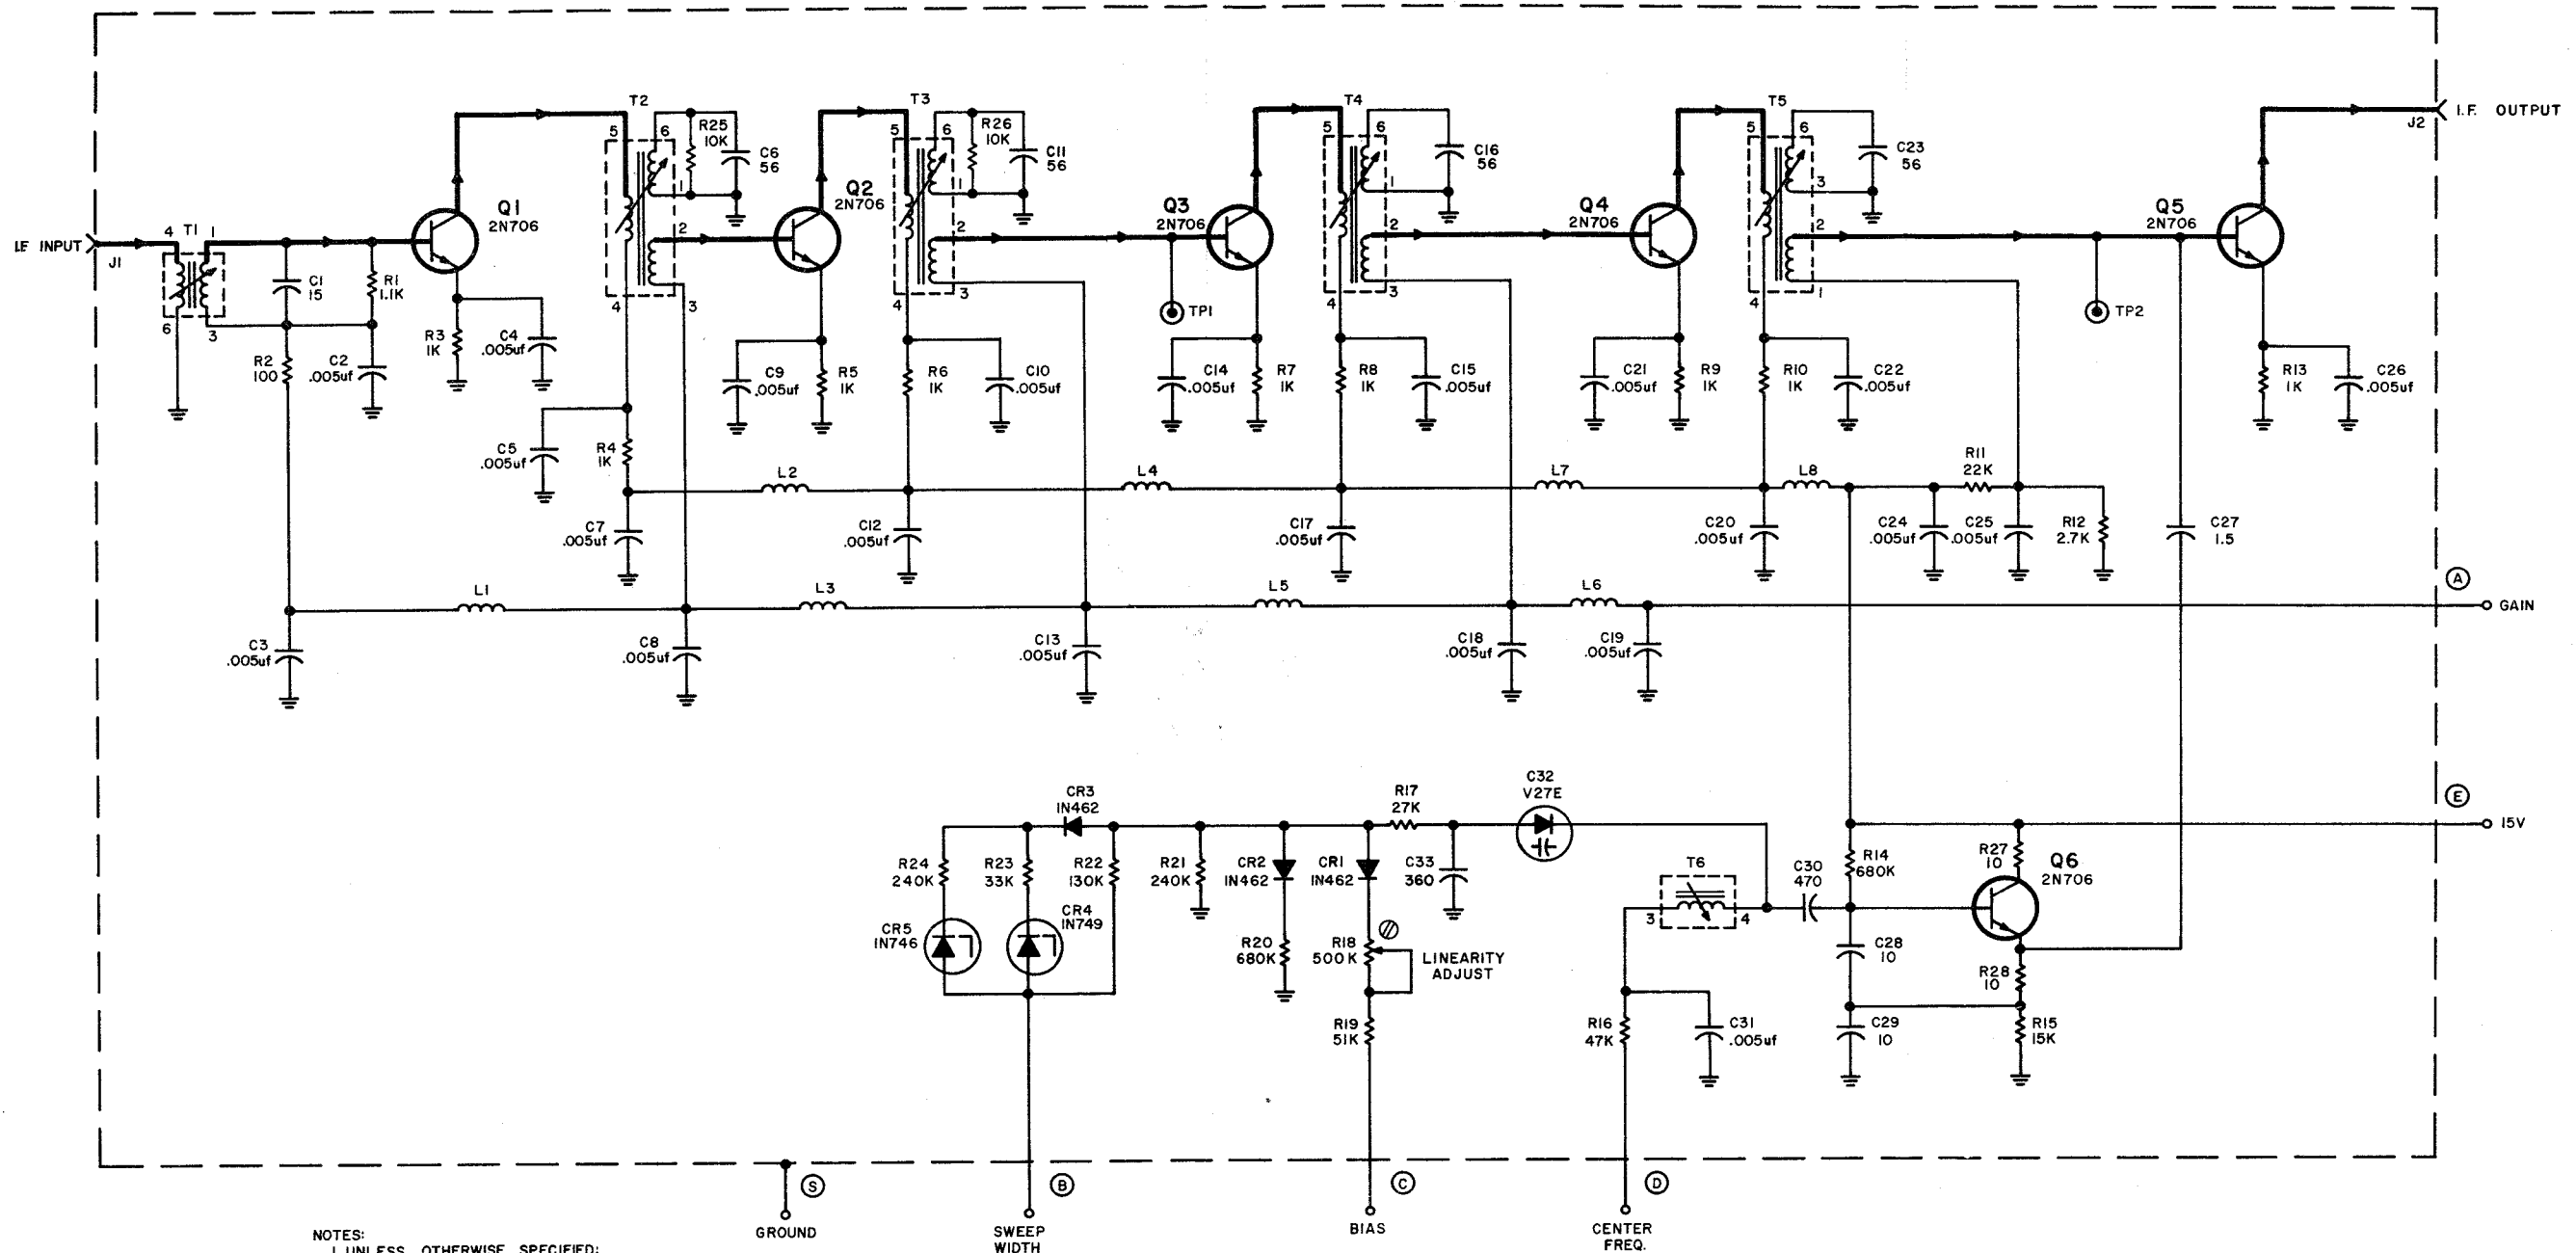 T2
T3
T4
T5
5
6
R25
10K
C6
56
1
5
6
R26
10K
C11
56
1
5
6
C16
56
1
5
6
C23
56
3
J2
I.F. OUTPUT
I.F. INPUT
J1
4
T1
1
6
3
C1
15
R1
1.1K
Q1
2N706
2
Q2
2N706
2
Q3
2N706
2
Q4
2N706
2
Q5
2N706
4
3
4
3
TP1
4
3
4
1
TP2
R2
100
C2
.005uf
R3
1K
C4
.005uf
C5
.005uf
R4
1K
C9
.005uf
R5
1K
R6
1K
C10
.005uf
C14
.005uf
R7
1K
R8
1K
C15
.005uf
C21
.005uf
R9
1K
R10
1K
C22
.005uf
R13
1K
C26
.005uf
L2
L4
L7
L8
R11
22K
C7
.005uf
C12
.005uf
C17
.005uf
C20
.005uf
C24
.005uf
C25
.005uf
R12
2.7K
C27
1.5
L1
L3
L5
L6
A
GAIN
C3
.005uf
C8
.005uf
C13
.005uf
C18
.005uf
C19
.005uf
CR3
1N462
R17
27K
C32
V27E
E
15V
R24
240K
R23
33K
R22
130K
R21
240K
CR2
1N462
CR1
1N462
C33
360
T6
3
4
C30
470
R14
680K
R27
10
Q6
2N706
CR5
1N746
CR4
1N749
R20
680K
R18
500K
LINEARITY
ADJUST
C28
10
R28
10
R19
51K
R16
47K
C31
.005uf
C29
10
R15
15K
S
B
C
D
GROUND
SWEEP
WIDTH
BIAS
CENTER
FREQ.
NOTES:
1. UNLESS OTHERWISE SPECIFIED: